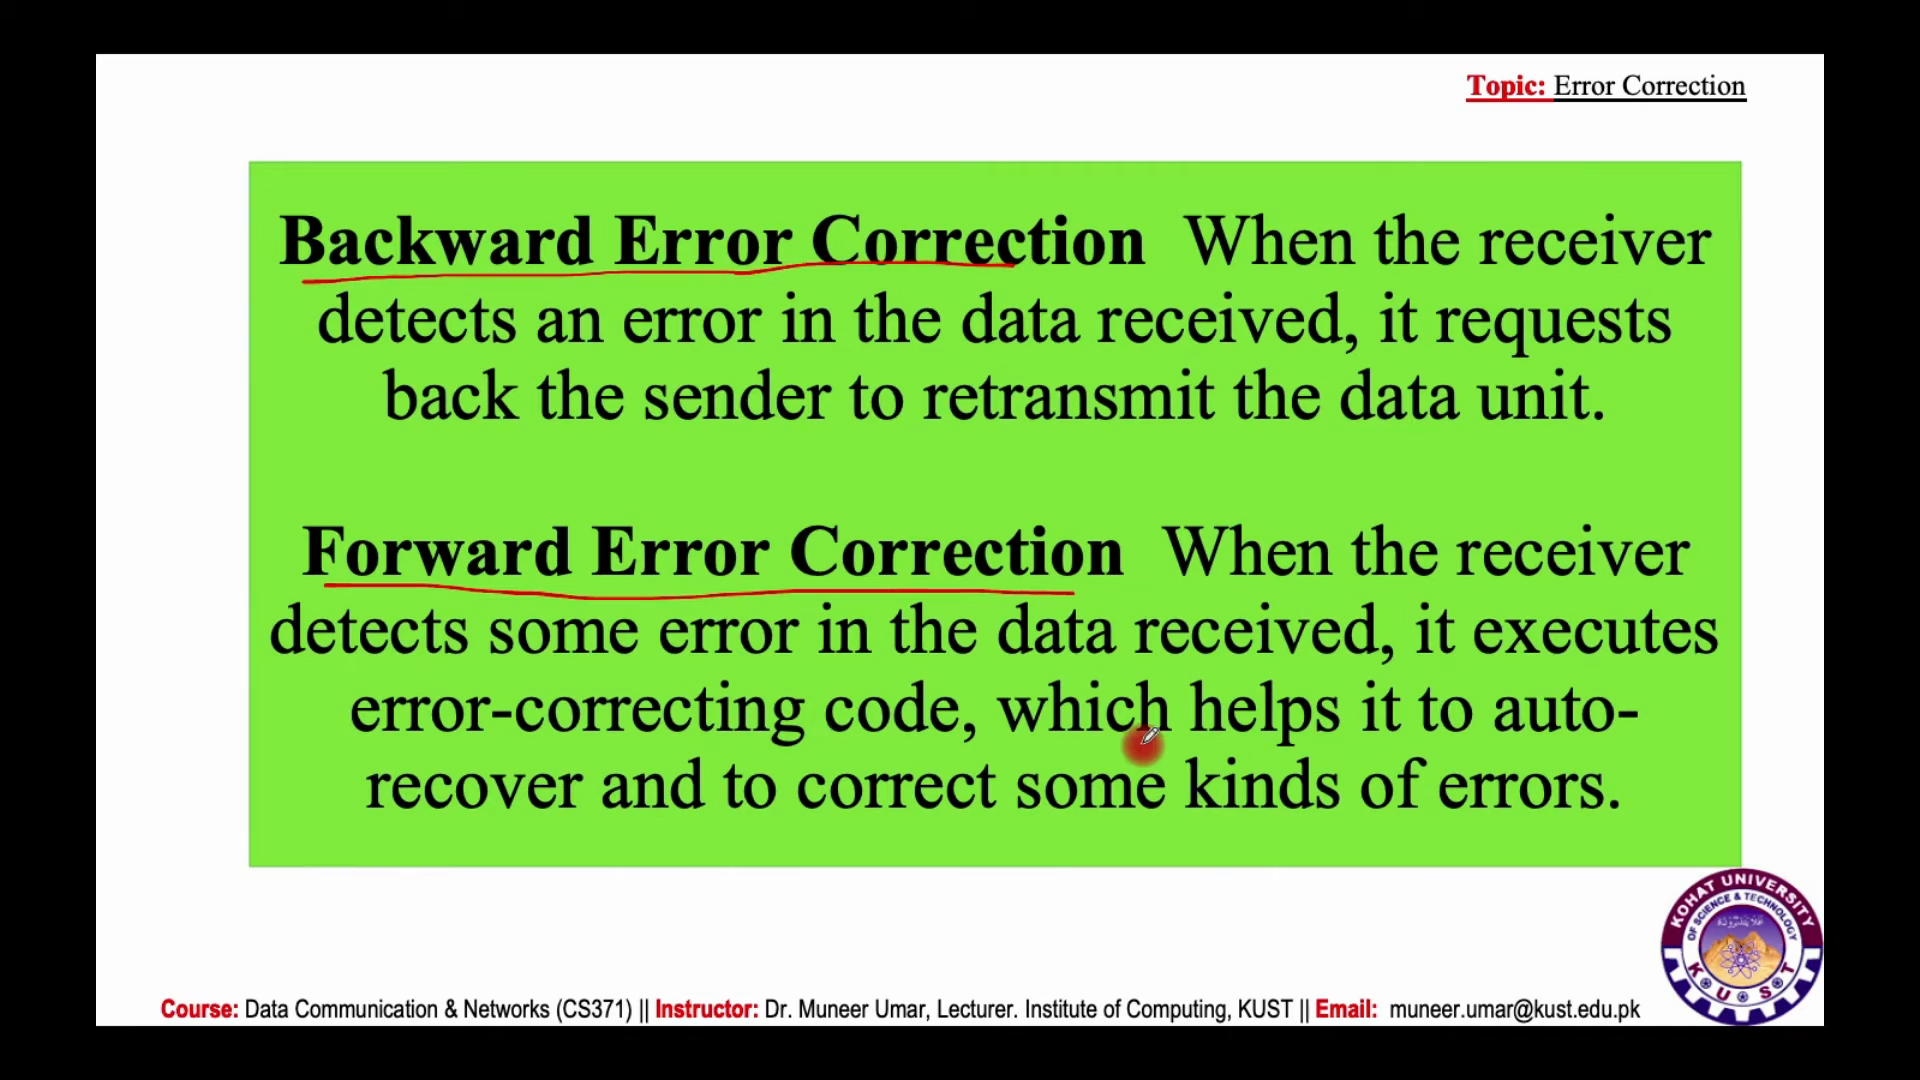 Topic: Error Correction
Backward Error Correction When the receiver
detects an error in the data received, it requests
back the sender to retransmit the data unit.
Forward Error Correction When the receiver
detects some error in the data received, it executes
error-correcting code, which helps it to auto-
recover and to correct some kinds of errors.
KOHAT UNIVERSITY
OF SCIENCE & TECHNOLOGY
K U S T
Course: Data Communication & Networks (CS371) || Instructor: Dr. Muneer Umar, Lecturer. Institute of Computing, KUST || Email: muneer.umar@kust.edu.pk